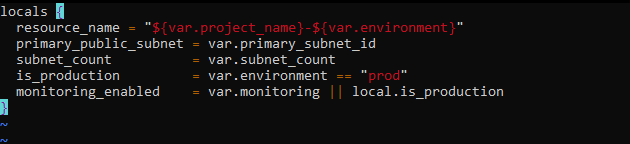 locals {
  resource_name = "${var.project_name}-${var.environment}"
  primary_public_subnet = var.primary_subnet_id
  subnet_count          = var.subnet_count
  is_production         = var.environment == "prod"
  monitoring_enabled    = var.monitoring || local.is_production
}
~
~